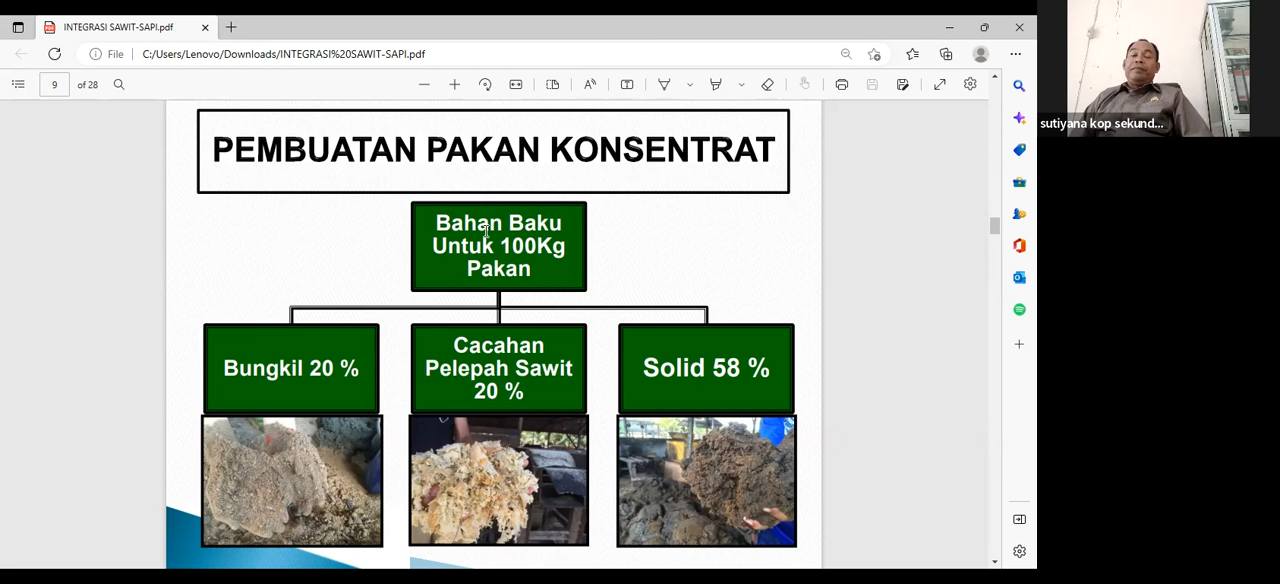 INTEGRASI SAWIT-SAPI.pdf
File
C:/Users/Lenovo/Downloads/INTEGRASI%20SAWIT-SAPI.pdf
9
of 28
PEMBUATAN PAKAN KONSENTRAT
Bahan Baku
Untuk 100Kg
Pakan
Bungkil 20 %
Cacahan
Pelepah Sawit
20 %
Solid 58 %
sutiyana kop sekund...